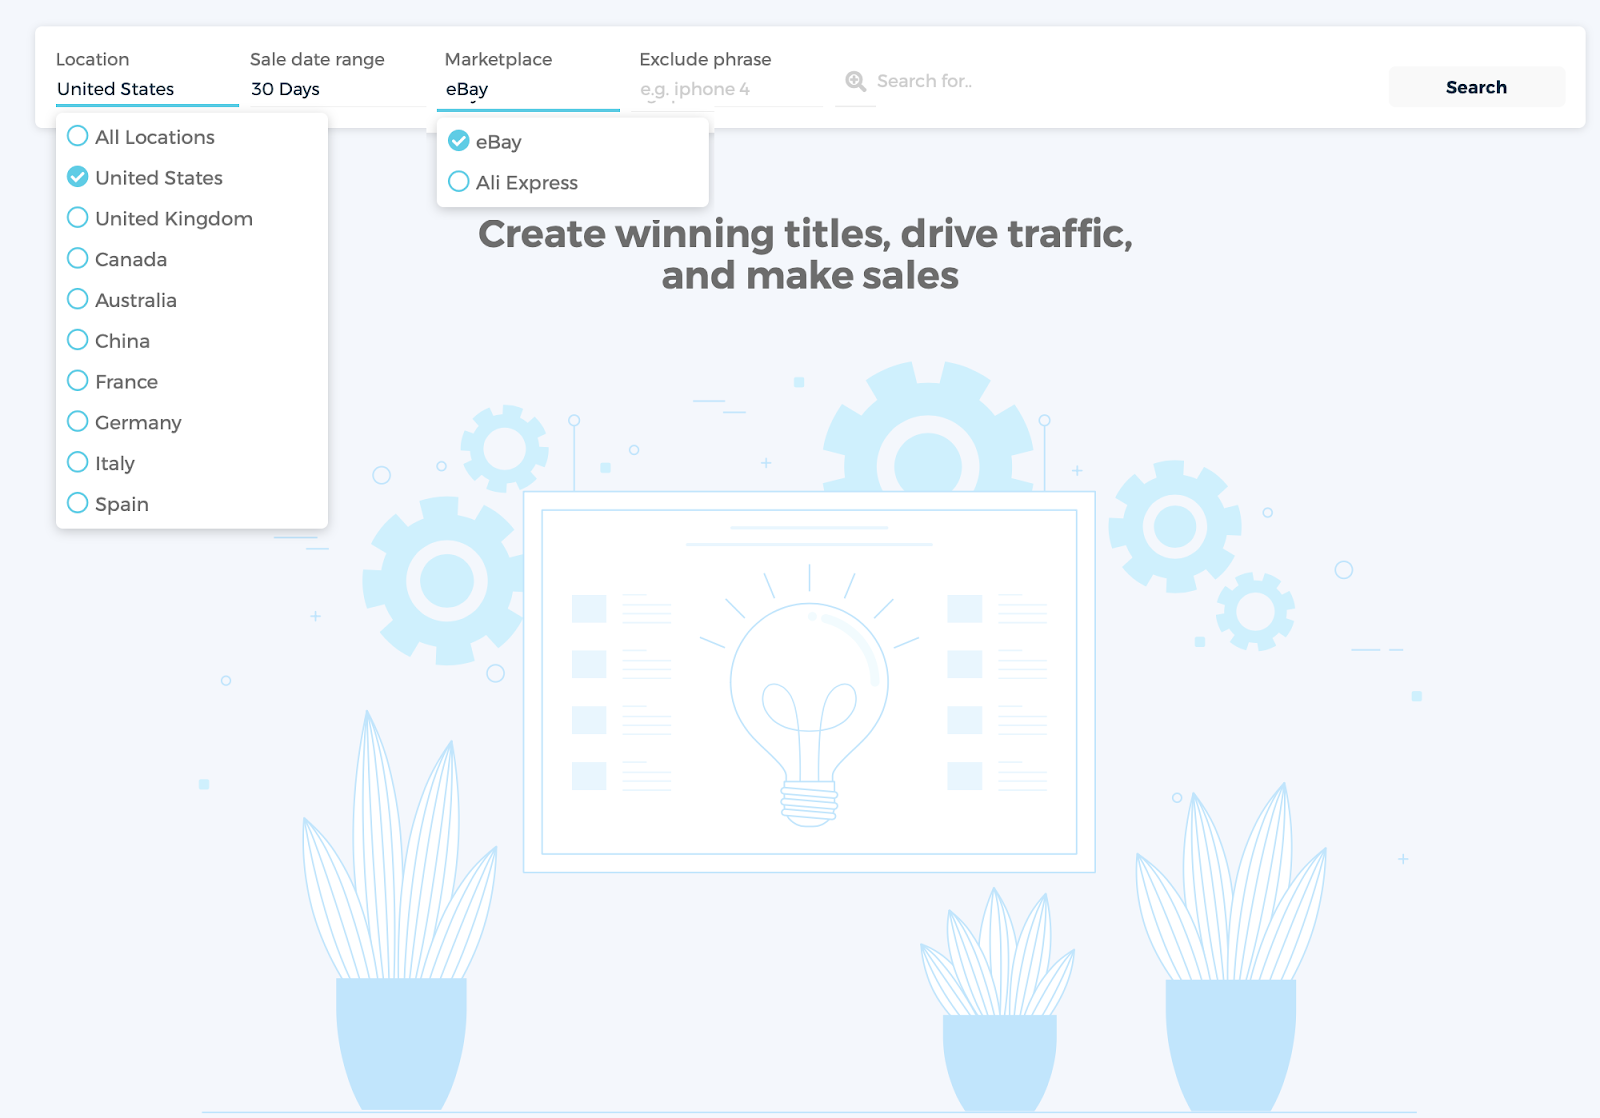 Location
United States
Sale date range
30 Days
Marketplace
eBay
Exclude phrase
e.g. iphone 4
Search for..
Search
All Locations
United States
United Kingdom
Canada
Australia
China
France
Germany
Italy
Spain
eBay
Ali Express
Create winning titles, drive traffic,
and make sales